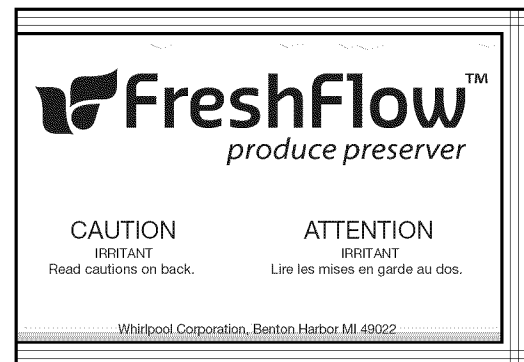 FreshFlow™
produce preserver
CAUTION
IRRITANT
Read cautions on back.
ATTENTION
IRRITANT
Lire les mises en garde au dos.
Whirlpool Corporation, Benton Harbor MI 49022